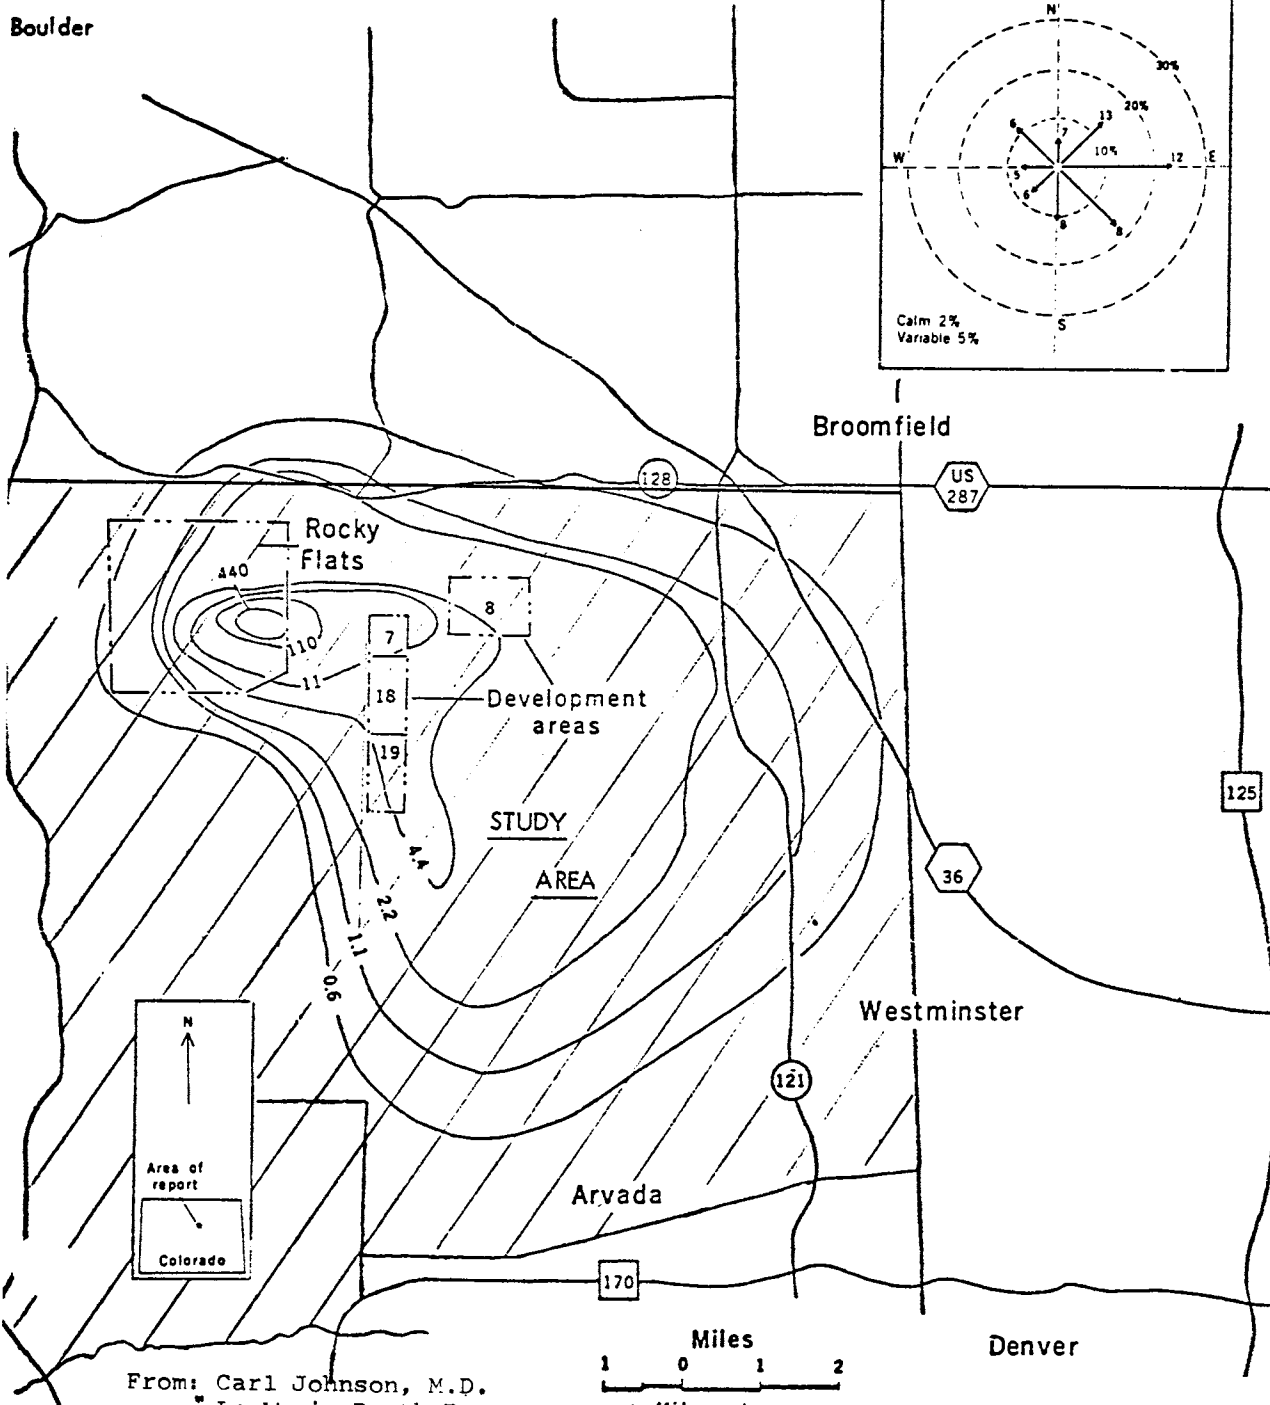 Boulder
N
30%
20%
6
7
13
10%
W
5
12
E
6
8
8
S
Calm 2%
Variable 5%
Broomfield
128
US
287
Rocky
Flats
440
8
110
7
11
18
Development
areas
19
125
STUDY
4.4
36
AREA
2.2
1.1
0.6
Westminster
N
121
Area of
report
Arvada
Colorado
170
Miles
Denver
1 0 1 2
From: Carl Johnson, M.D.